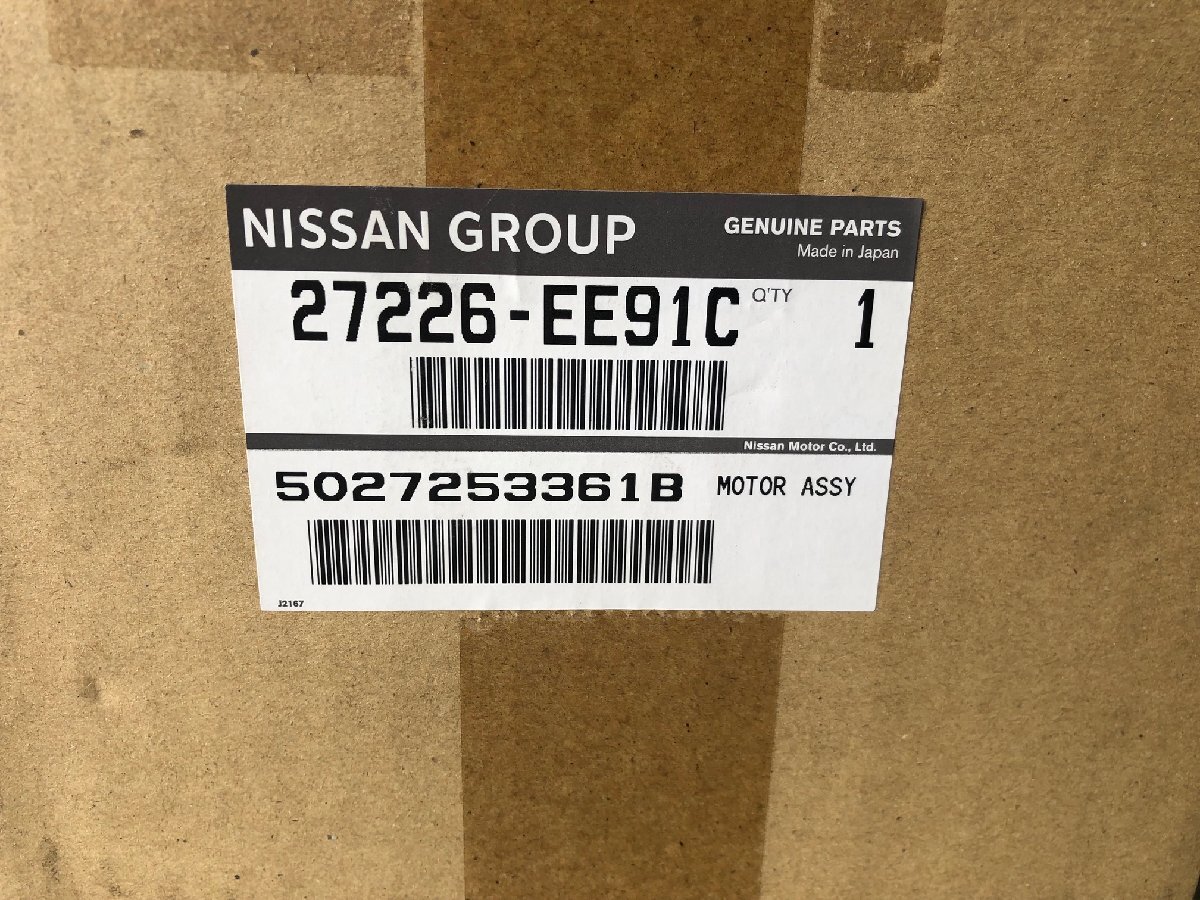 NISSAN GROUP GENUINE PARTS
Made in Japan
27226-EE91C Q'TY 1
Nissan Motor Co., Ltd.
5027253361B MOTOR ASSY
J2167